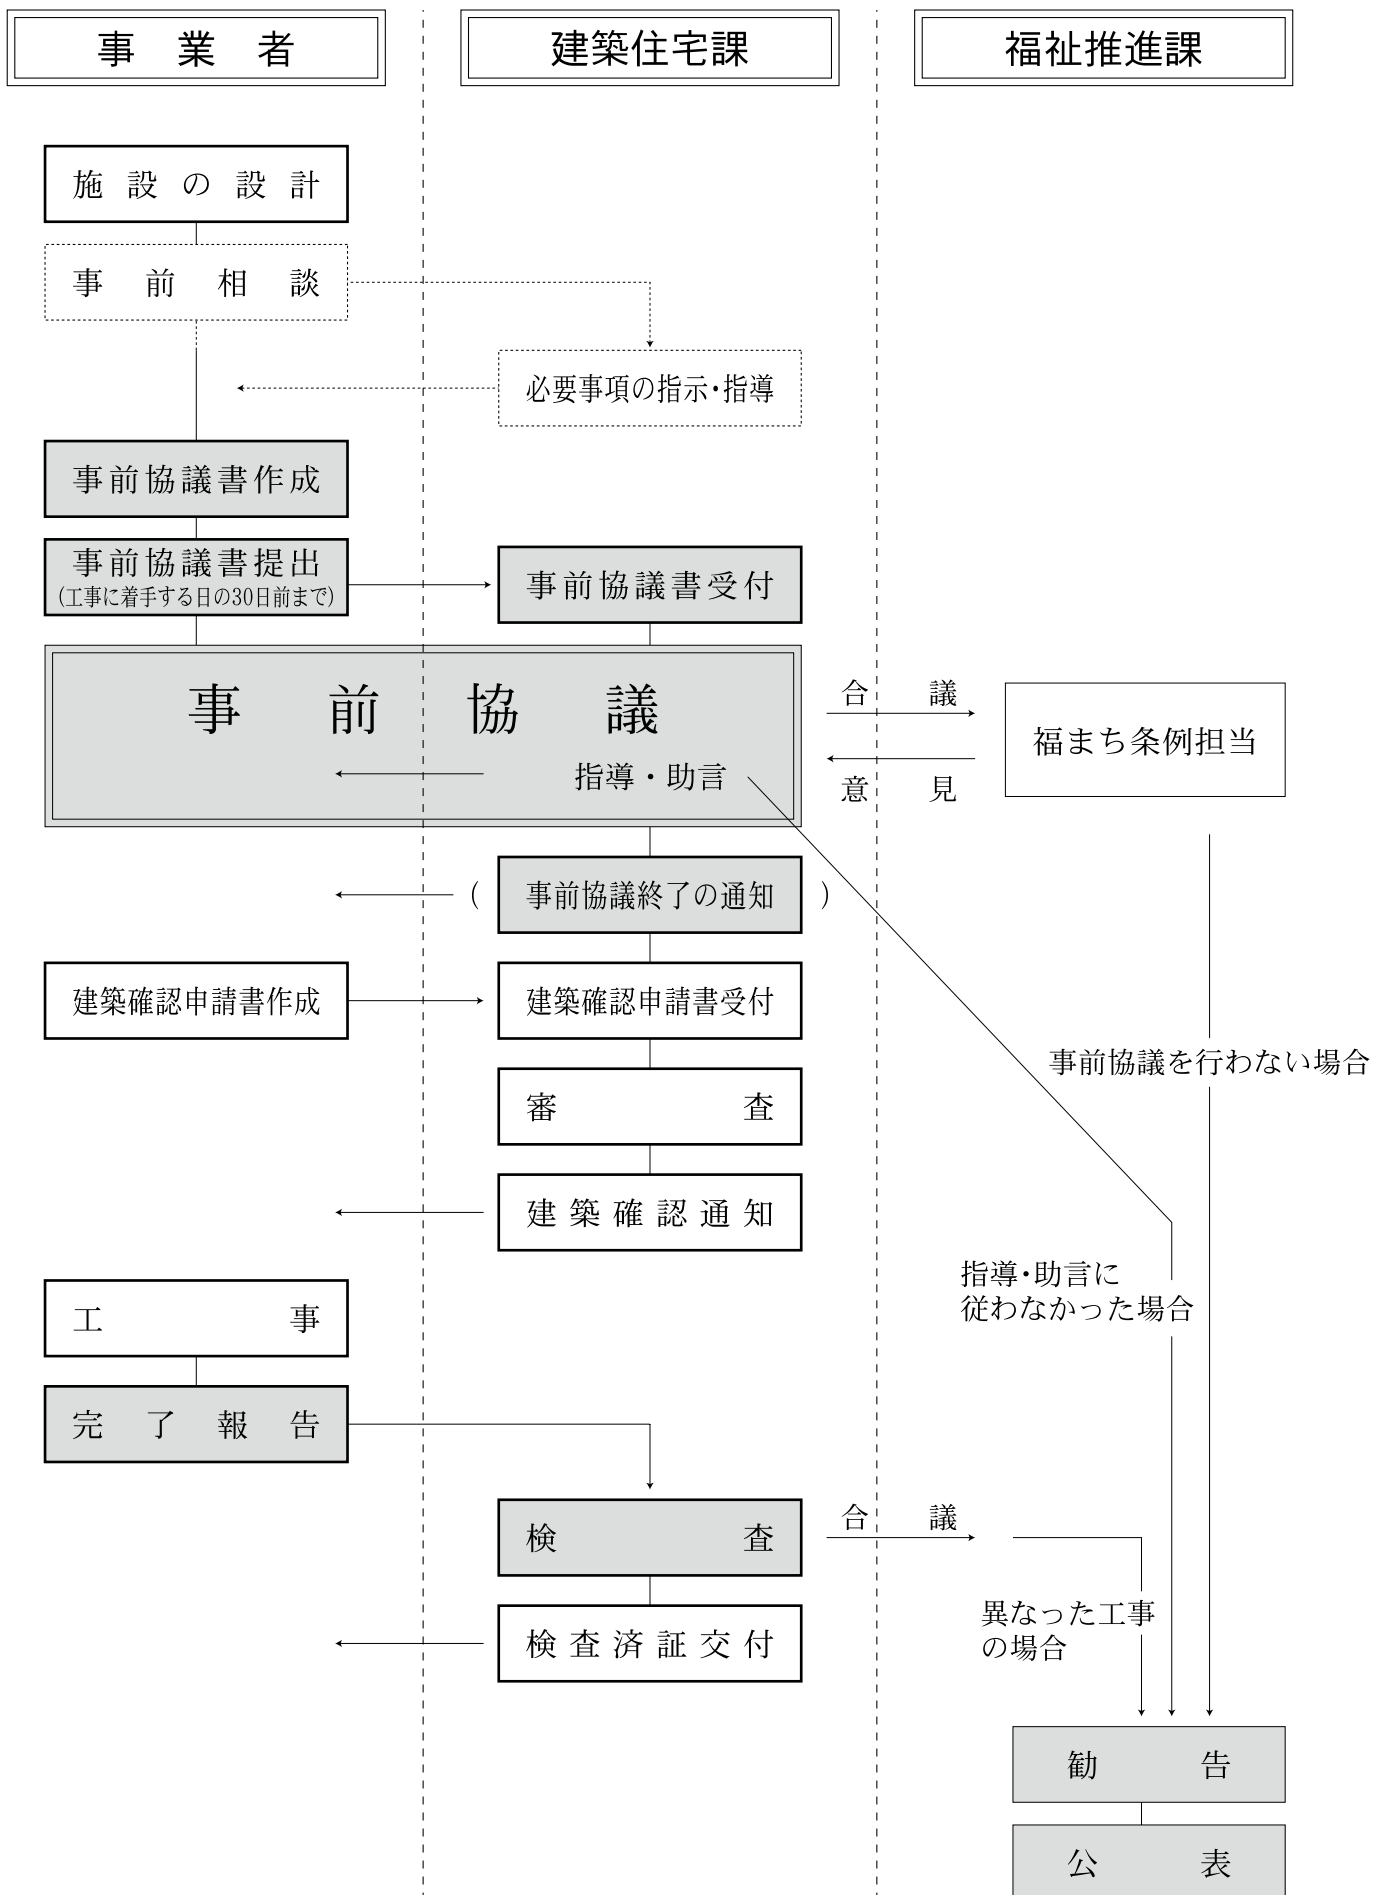 事業者
建築住宅課
福祉推進課
施設の設計
事前相談
必要事項の指示・指導
事前協議書作成
事前協議書提出
(工事に着手する日の30日前まで)
事前協議書受付
事前協議
指導・助言
合議
意見
福まち条例担当
(事前協議終了の通知)
建築確認申請書作成
建築確認申請書受付
事前協議を行わない場合
審査
建築確認通知
指導・助言に
従わなかった場合
工事
完了報告
検査
合議
異なった工事
の場合
検査済証交付
勧告
公表